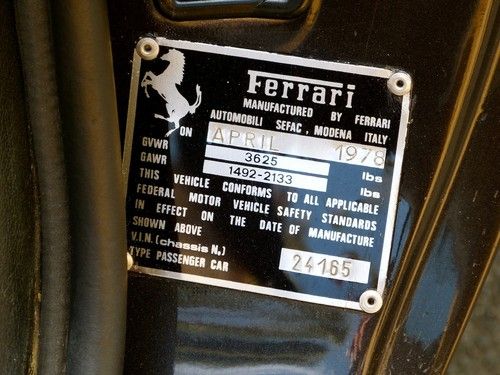 Ferrari
MANUFACTURED BY FERRARI
AUTOMOBILI SEFAC, MODENA ITALY
ON APRIL 1978
GVWR 3625 lbs
GAWR 1492-2133 lbs
THIS VEHICLE CONFORMS TO ALL APPLICABLE
FEDERAL MOTOR VEHICLE SAFETY STANDARDS
IN EFFECT ON THE DATE OF MANUFACTURE
SHOWN ABOVE
V.I.N. (chassis N.)
TYPE PASSENGER CAR 24165